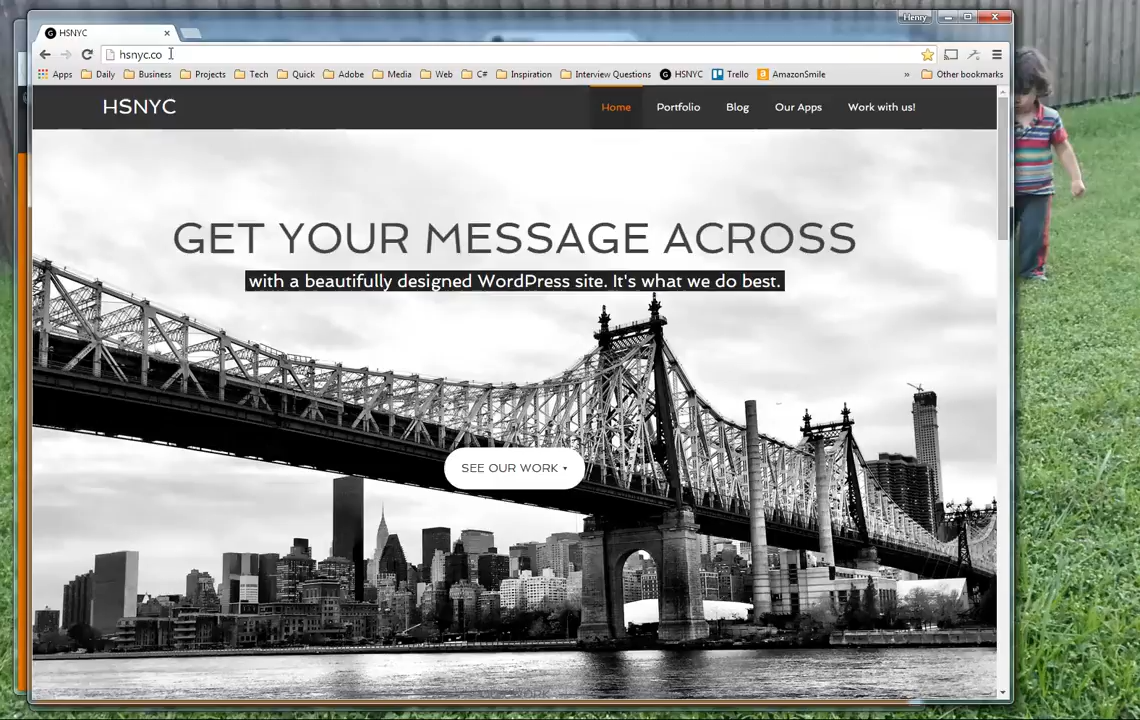 Henry
HSNYC
hsnyc.co
Apps Daily Business Projects Tech Quick Adobe Media Web C# Inspiration Interview Questions HSNYC Trello AmazonSmile » Other bookmarks
HSNYC Home Portfolio Blog Our Apps Work with us!
GET YOUR MESSAGE ACROSS
with a beautifully designed WordPress site. It's what we do best.
SEE OUR WORK